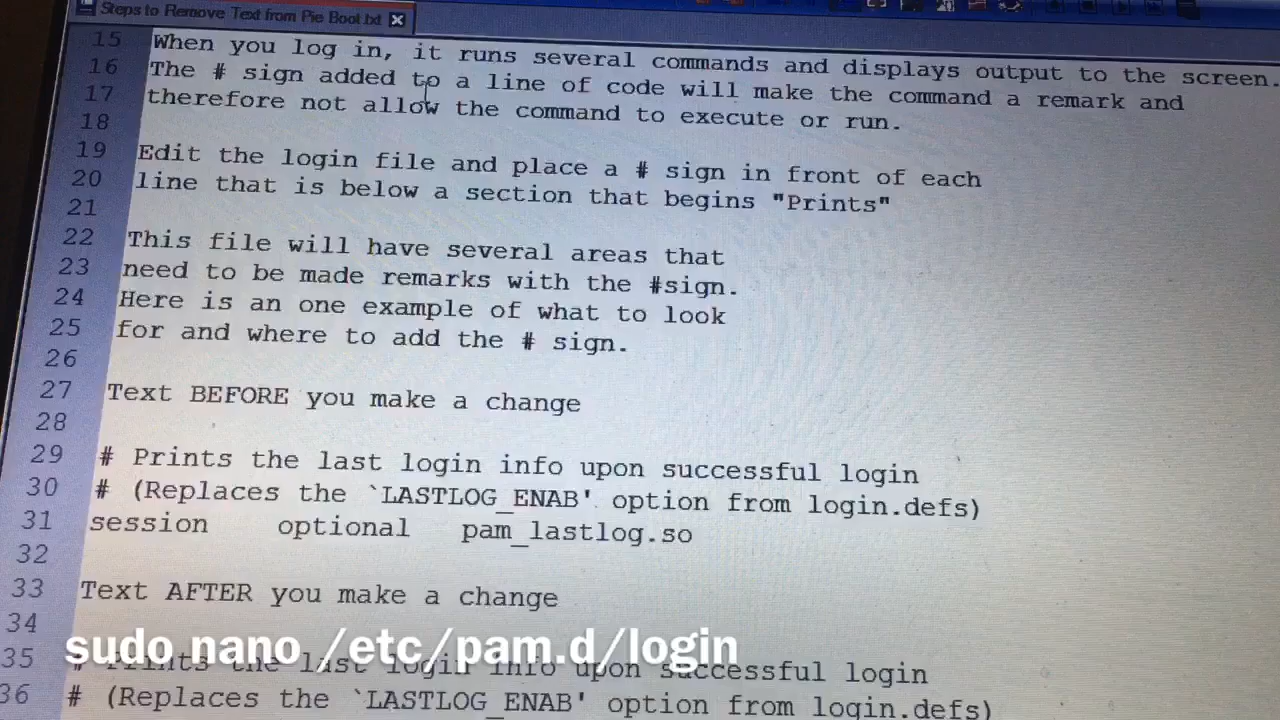 Steps to Remove Text from Pie Boot.txt
15 When you log in, it runs several commands and displays output to the screen.
16 The # sign added to a line of code will make the command a remark and
17 therefore not allow the command to execute or run.
18
19 Edit the login file and place a # sign in front of each
20 line that is below a section that begins "Prints"
21
22 This file will have several areas that
23 need to be made remarks with the #sign.
24 Here is an one example of what to look
25 for and where to add the # sign.
26
27 Text BEFORE you make a change
28
29 # Prints the last login info upon successful login
30 # (Replaces the `LASTLOG_ENAB' option from login.defs)
31 session optional pam_lastlog.so
32
33 Text AFTER you make a change
34
sudo nano /etc/pam.d/login
35 # Prints the last login info upon successful login
36 # (Replaces the `LASTLOG_ENAB' option from login.defs)